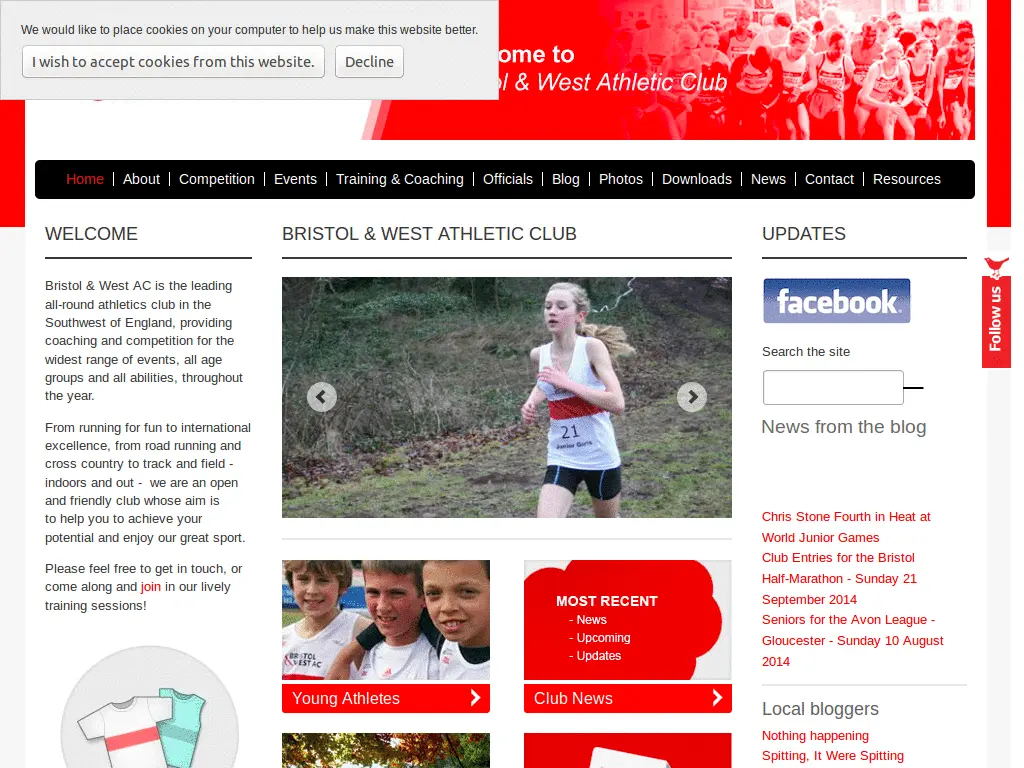 We would like to place cookies on your computer to help us make this website better.
I wish to accept cookies from this website. Decline
ome to
ol & West Athletic Club
Home About Competition Events Training & Coaching Officials Blog Photos Downloads News Contact Resources
WELCOME
Bristol & West AC is the leading
all-round athletics club in the
Southwest of England, providing
coaching and competition for the
widest range of events, all age
groups and all abilities, throughout
the year.
From running for fun to international
excellence, from road running and
cross country to track and field -
indoors and out - we are an open
and friendly club whose aim is
to help you to achieve your
potential and enjoy our great sport.
Please feel free to get in touch, or
come along and join in our lively
training sessions!
BRISTOL & WEST ATHLETIC CLUB
21
Junior Girls
BRISTOL
& WEST AC
Young Athletes
MOST RECENT
- News
- Upcoming
- Updates
Club News
UPDATES
facebook
Search the site
News from the blog
Chris Stone Fourth in Heat at
World Junior Games
Club Entries for the Bristol
Half-Marathon - Sunday 21
September 2014
Seniors for the Avon League -
Gloucester - Sunday 10 August
2014
Local bloggers
Nothing happening
Spitting, It Were Spitting
Follow us